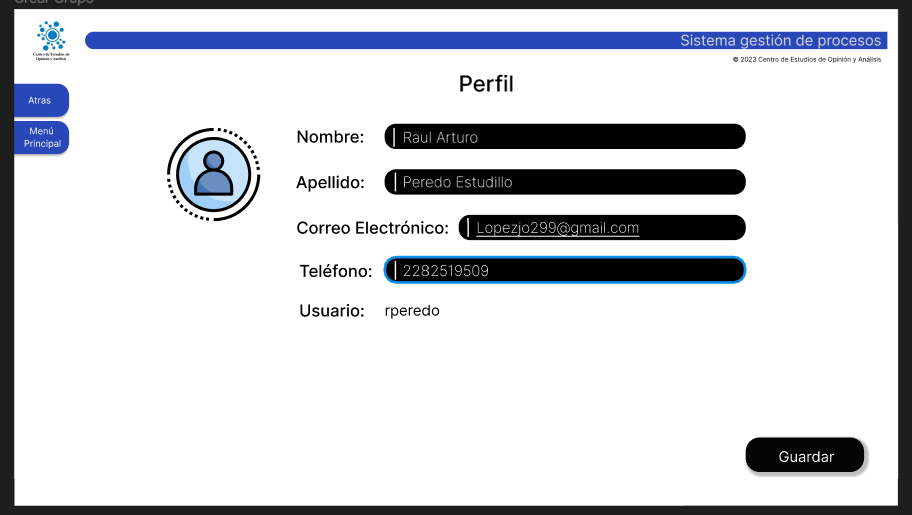 Crear Grupo
Centro de Estudios de
Opinión y Análisis
Sistema gestión de procesos
© 2023 Centro de Estudios de Opinión y Análisis
Perfil
Atras
Menú
Principal
Nombre: Raul Arturo
Apellido: Peredo Estudillo
Correo Electrónico: Lopezjo299@gmail.com
Teléfono: 2282519509
Usuario: rperedo
Guardar